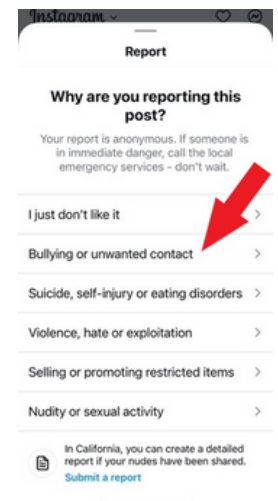 Instagram
Report
Why are you reporting this
post?
Your report is anonymous. If someone is
in immediate danger, call the local
emergency services - don't wait.
I just don't like it
Bullying or unwanted contact
Suicide, self-injury or eating disorders
Violence, hate or exploitation
Selling or promoting restricted items
Nudity or sexual activity
In California, you can create a detailed
report if your nudes have been shared.
Submit a report